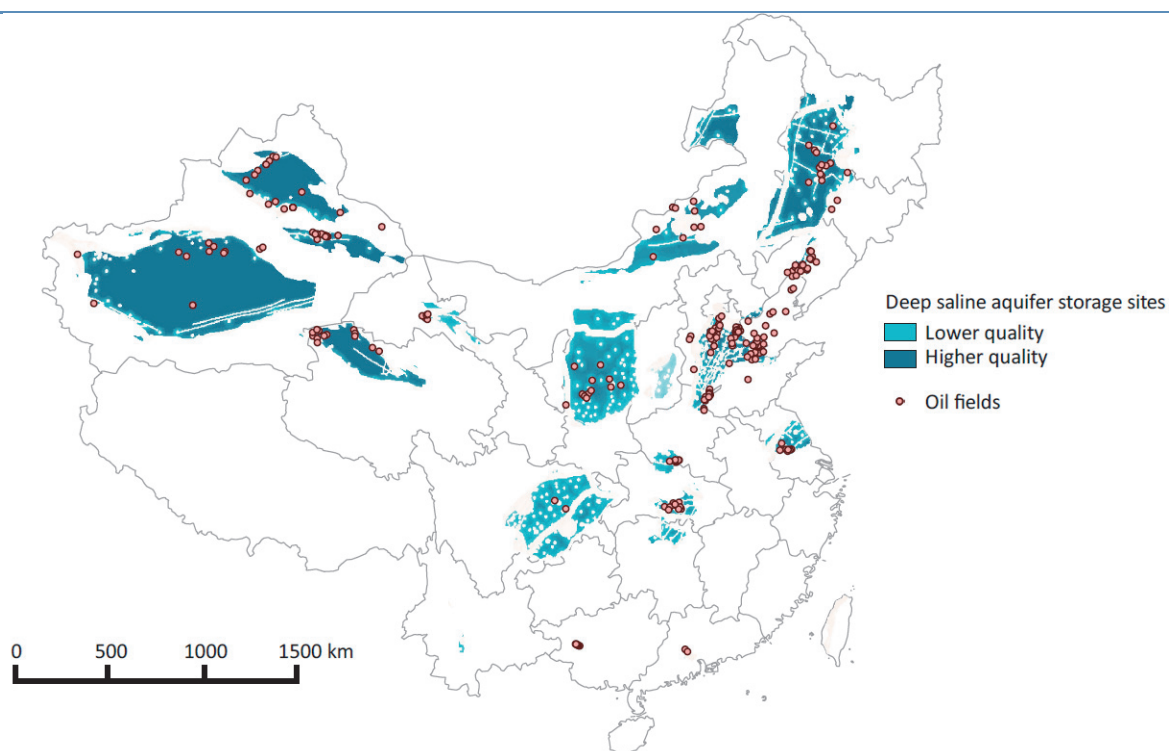 Deep saline aquifer storage sites
Lower quality
Higher quality
Oil fields
0 500 1000 1500 km